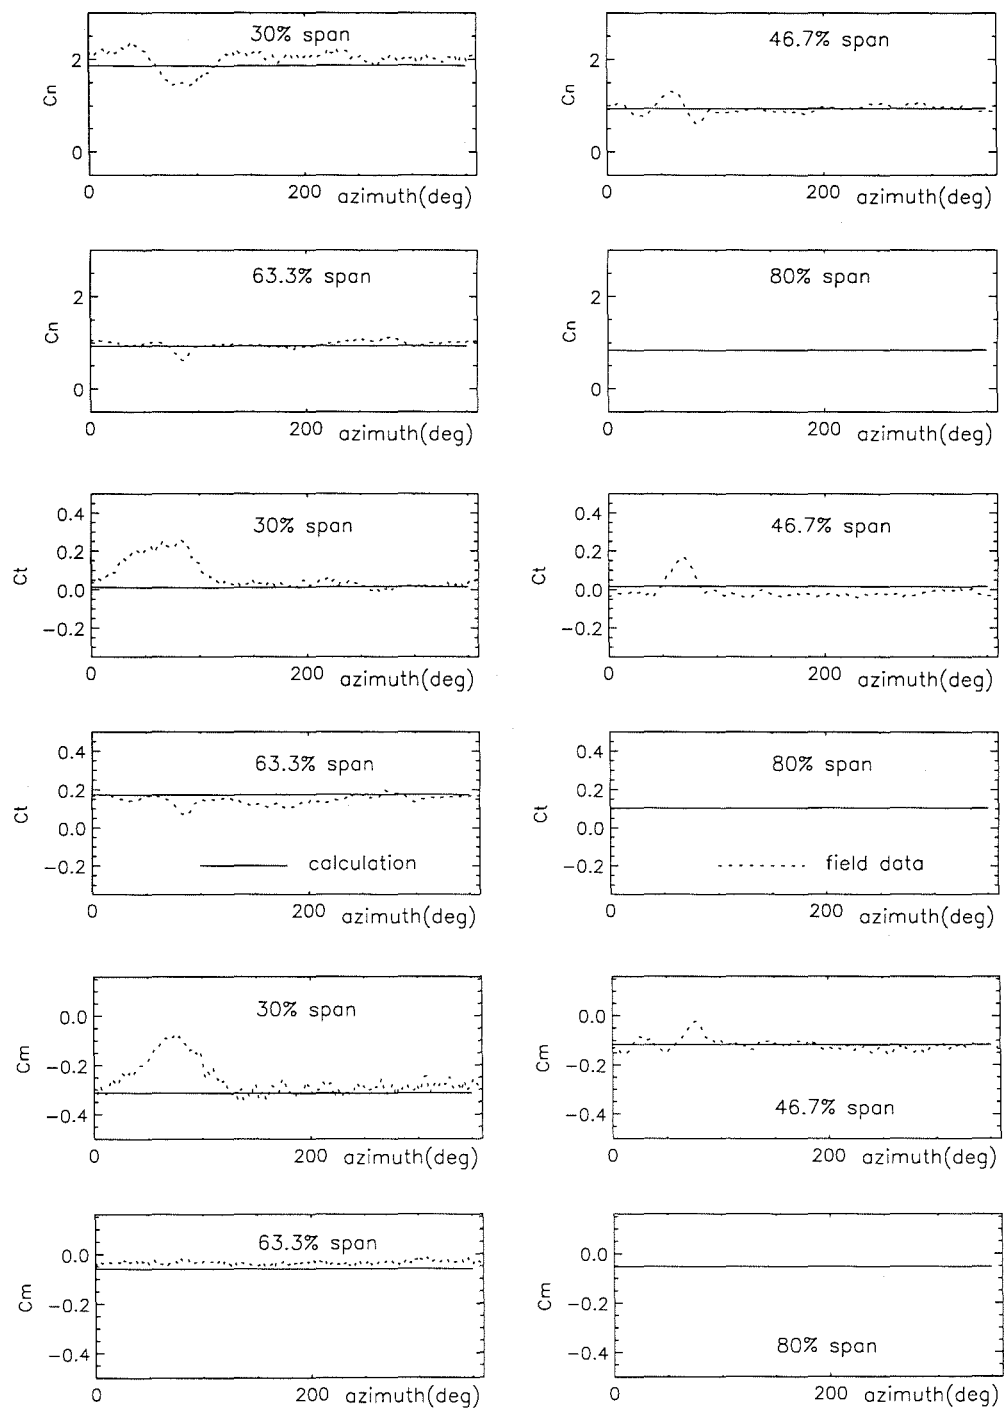 30% span
46.7% span
2
0
Cn
0 200 azimuth(deg)
2
0
Cn
0 200 azimuth(deg)
63.3% span
80% span
2
0
Cn
0 200 azimuth(deg)
2
0
Cn
0 200 azimuth(deg)
30% span
46.7% span
0.4
0.2
0.0
-0.2
Ct
0 200 azimuth(deg)
0.4
0.2
0.0
-0.2
Ct
0 200 azimuth(deg)
63.3% span
80% span
0.4
0.2
0.0
-0.2
Ct
calculation
0 200 azimuth(deg)
0.4
0.2
0.0
-0.2
Ct
field data
0 200 azimuth(deg)
30% span
0.0
-0.2
-0.4
Cm
0 200 azimuth(deg)
0.0
-0.2
-0.4
Cm
46.7% span
0 200 azimuth(deg)
63.3% span
0.0
-0.2
-0.4
Cm
0 200 azimuth(deg)
0.0
-0.2
-0.4
Cm
80% span
0 200 azimuth(deg)